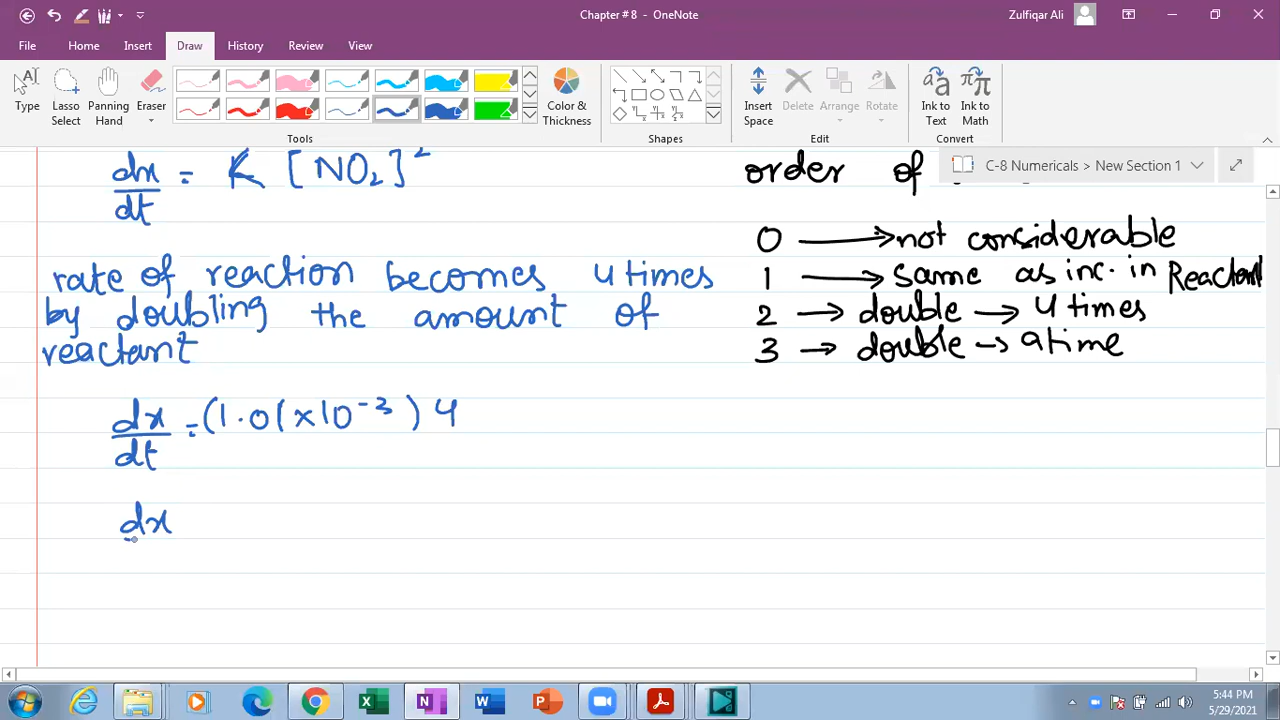 Chapter # 8 - OneNote
Zulfiqar Ali
File Home Insert Draw History Review View
Type
Lasso Select
Panning Hand
Eraser
Color & Thickness
Insert Space
Delete
Arrange
Rotate
Ink to Text
Ink to Math
Tools
Shapes
Edit
Convert
C-8 Numericals > New Section 1
dx/dt = K [NO₂]²
rate of reaction becomes 4 times
by doubling the amount of
reactant
dx/dt = (1.0(x10⁻³) 4
dx
order of
0 → not considerable
1 → same as inc. in Reactant
2 → double → 4 times
3 → double → 9 time
5:44 PM
5/29/2021